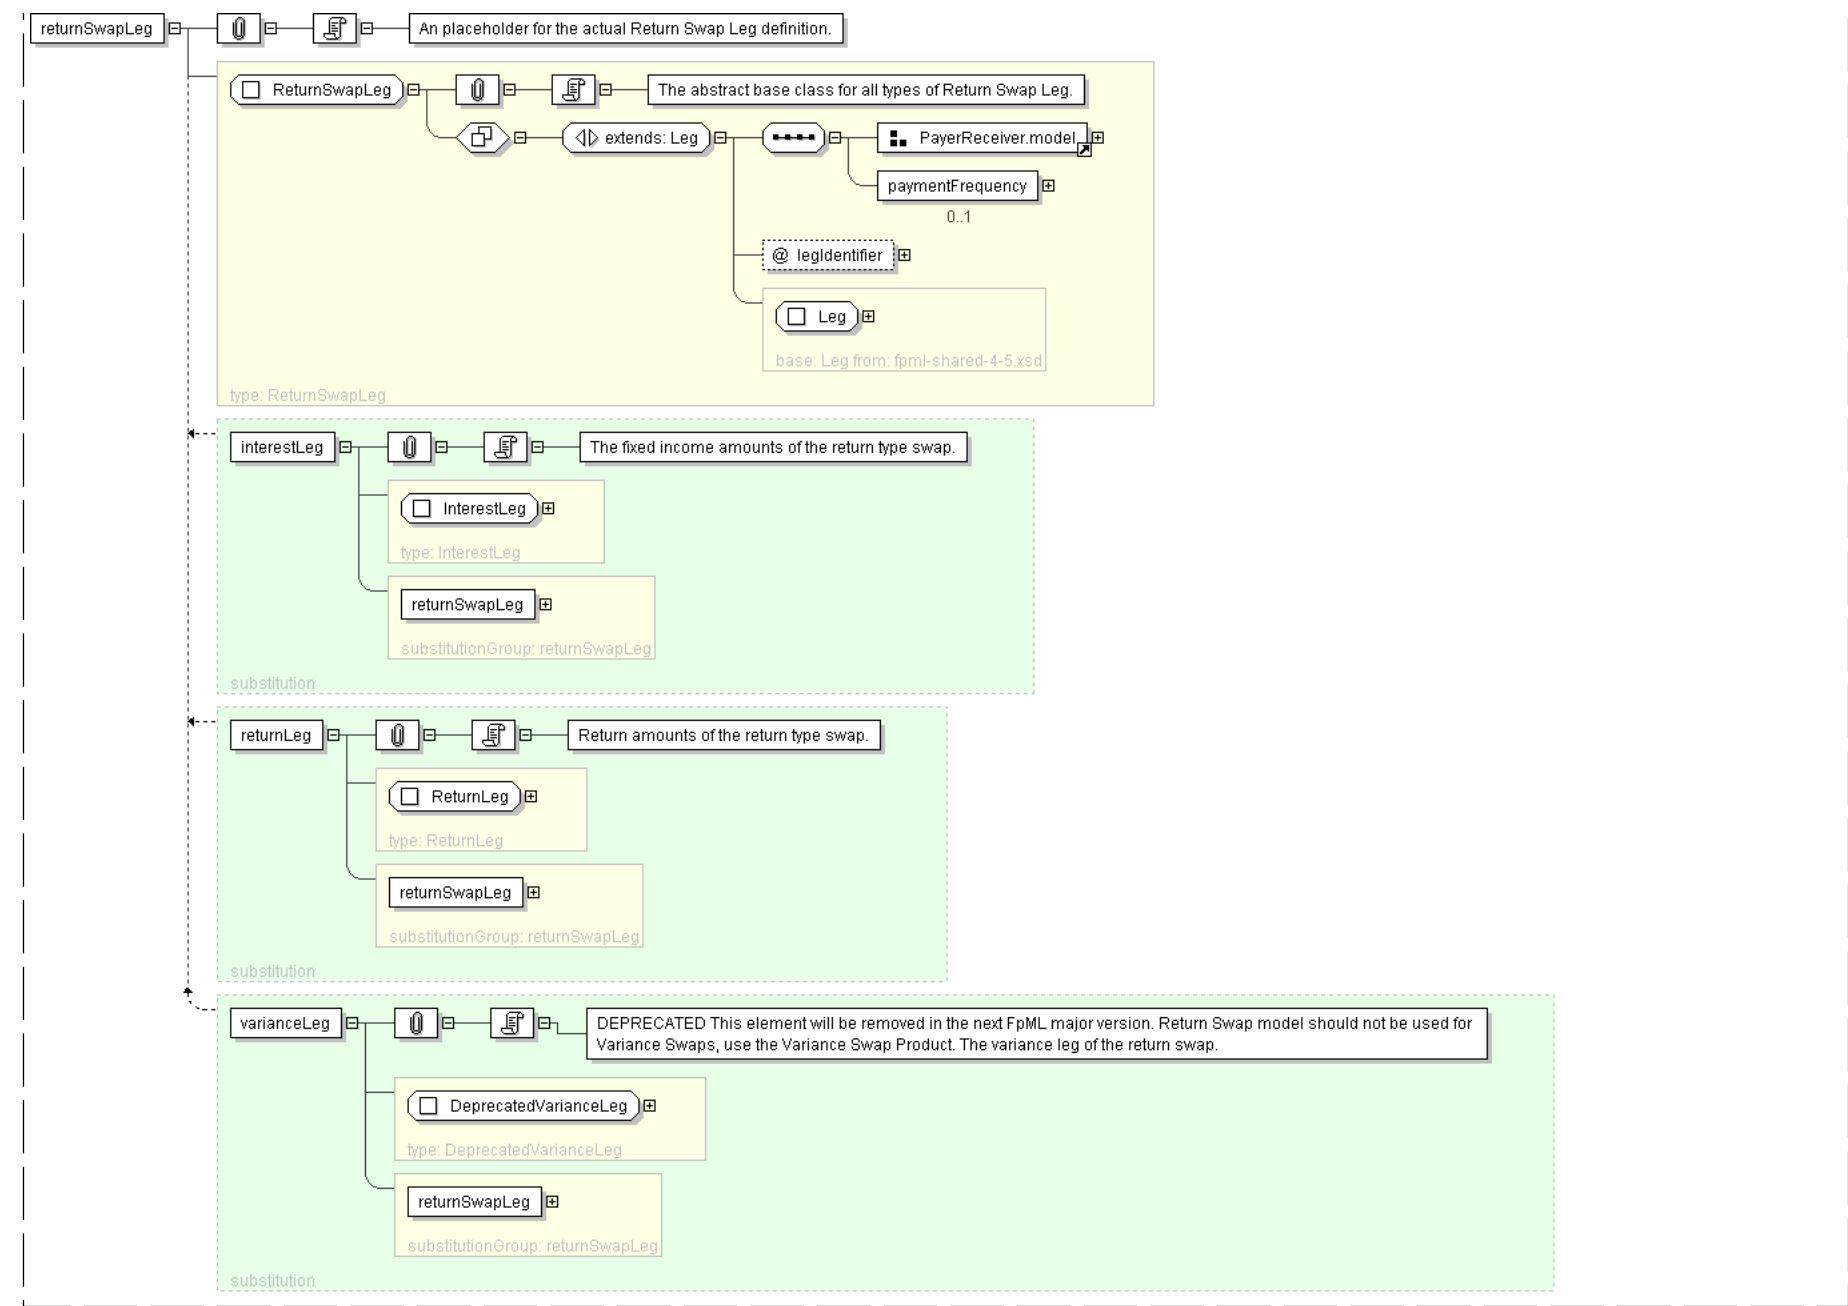 returnSwapLeg
An placeholder for the actual Return Swap Leg definition.
ReturnSwapLeg
The abstract base class for all types of Return Swap Leg.
extends: Leg
PayerReceiver.model
paymentFrequency
0..1
@ legIdentifier
Leg
base: Leg from: fpml-shared-4-5.xsd
type: ReturnSwapLeg
interestLeg
The fixed income amounts of the return type swap.
InterestLeg
type: InterestLeg
returnSwapLeg
substitutionGroup: returnSwapLeg
substitution
returnLeg
Return amounts of the return type swap.
ReturnLeg
type: ReturnLeg
returnSwapLeg
substitutionGroup: returnSwapLeg
substitution
varianceLeg
DEPRECATED This element will be removed in the next FpML major version. Return Swap model should not be used for
Variance Swaps, use the Variance Swap Product. The variance leg of the return swap.
DeprecatedVarianceLeg
type: DeprecatedVarianceLeg
returnSwapLeg
substitutionGroup: returnSwapLeg
substitution